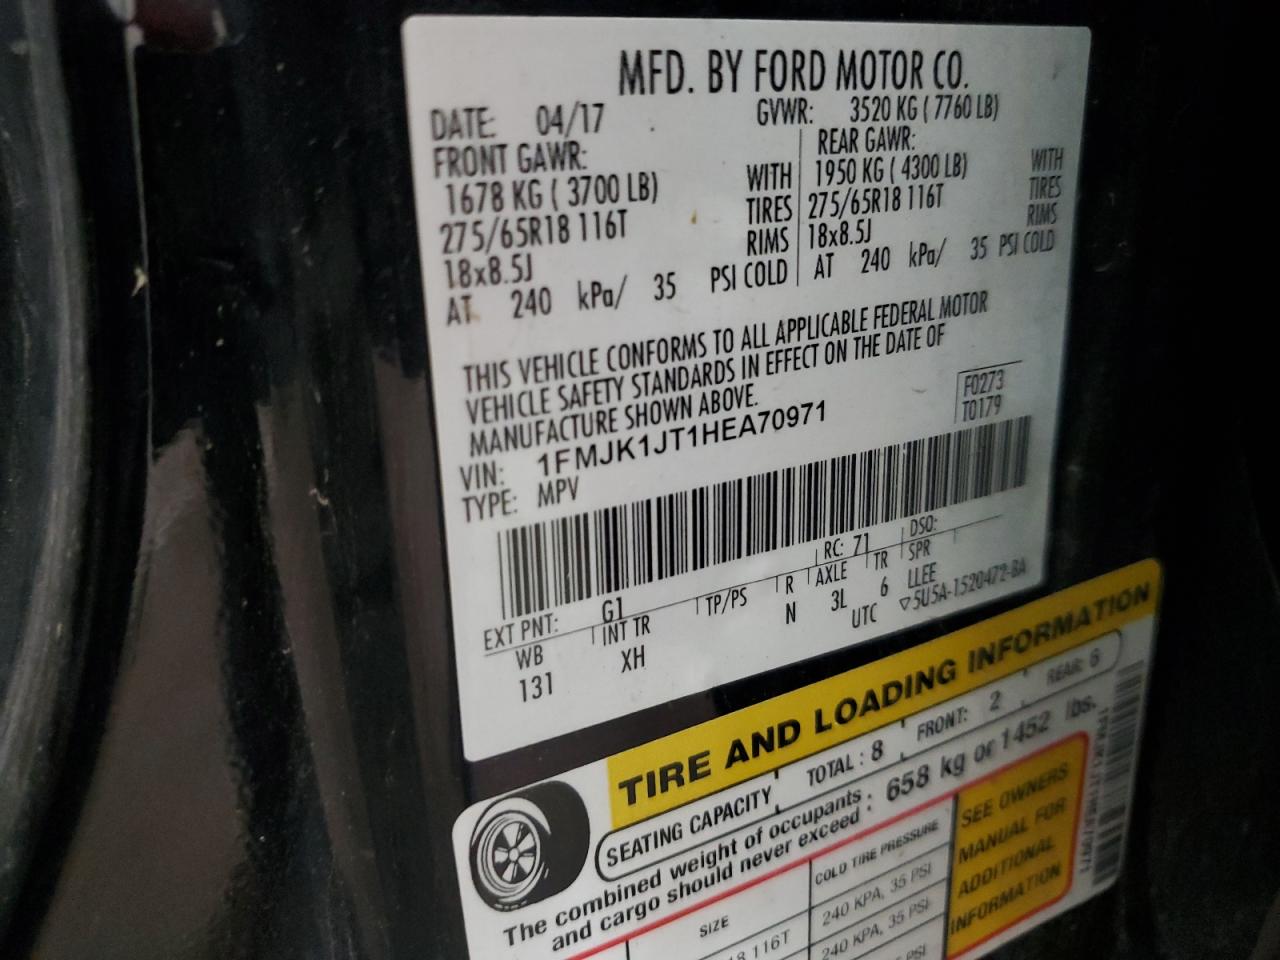 MFD. BY FORD MOTOR CO.
DATE: 04/17 GVWR: 3520 KG ( 7760 LB)
FRONT GAWR: REAR GAWR:
1678 KG ( 3700 LB) WITH 1950 KG ( 4300 LB) WITH
275/65R18 116T TIRES 275/65R18 116T TIRES
18x8.5J RIMS 18x8.5J RIMS
AT 240 kPa/ 35 PSI COLD AT 240 kPa/ 35 PSI COLD
THIS VEHICLE CONFORMS TO ALL APPLICABLE FEDERAL MOTOR
VEHICLE SAFETY STANDARDS IN EFFECT ON THE DATE OF
MANUFACTURE SHOWN ABOVE.
F0273
T0179
VIN: 1FMJK1JT1HEA70971
TYPE: MPV
EXT PNT: G1 RC: 71 DSO:
WB INT TR TP/PS R AXLE TR SPR
131 XH N 3L 6 LLEE
UTC ▽5U5A-1520472-BA
TIRE AND LOADING INFORMATION
SEATING CAPACITY TOTAL : 8 FRONT: 2 REAR: 6
The combined weight of occupants
and cargo should never exceed : 658 kg or 1452 lbs.
SIZE COLD TIRE PRESSURE
18 116T 240 KPA, 35 PSI
240 KPA, 35 PSI
PSI
SEE OWNERS
MANUAL FOR
ADDITIONAL
INFORMATION
1FMJK1JT1HEA70971